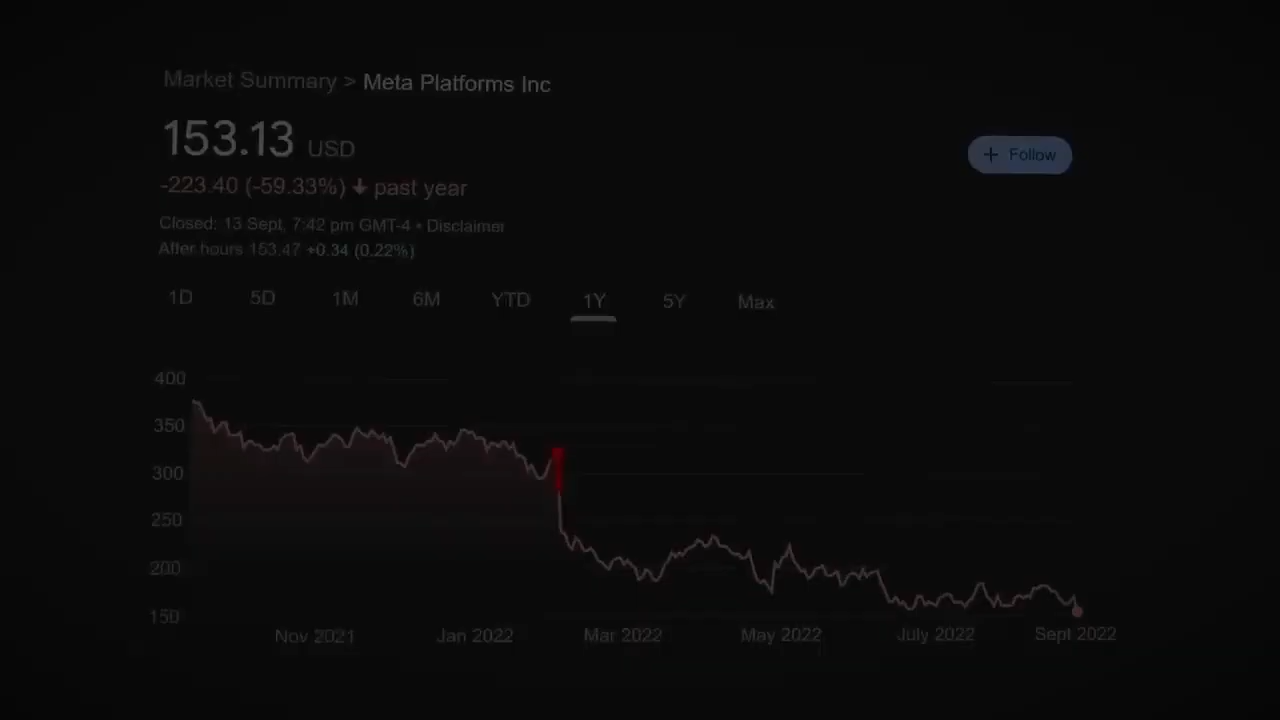 Market Summary > Meta Platforms Inc
153.13 USD
+ Follow
-223.40 (-59.33%) ↓ past year
Closed: 13 Sept, 7:42 pm GMT-4 • Disclaimer
After hours 153.47 +0.34 (0.22%)
1D 5D 1M 6M YTD 1Y 5Y Max
400
350
300
250
200
150
Nov 2021 Jan 2022 Mar 2022 May 2022 July 2022 Sept 2022